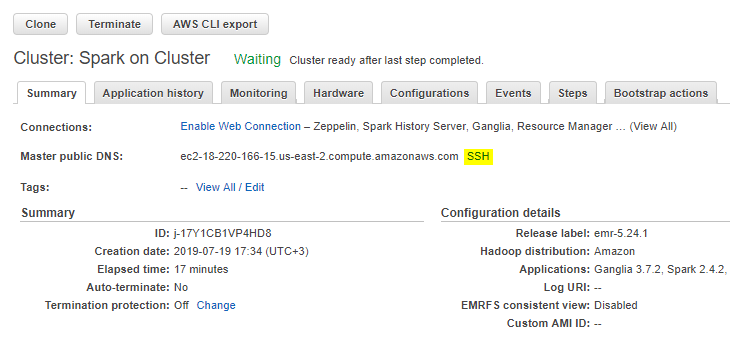 Clone Terminate AWS CLI export
Cluster: Spark on Cluster Waiting Cluster ready after last step completed.
Summary Application history Monitoring Hardware Configurations Events Steps Bootstrap actions
Connections: Enable Web Connection – Zeppelin, Spark History Server, Ganglia, Resource Manager … (View All)
Master public DNS: ec2-18-220-166-15.us-east-2.compute.amazonaws.com SSH
Tags: -- View All / Edit
Summary
ID: j-17Y1CB1VP4HD8
Creation date: 2019-07-19 17:34 (UTC+3)
Elapsed time: 17 minutes
Auto-terminate: No
Termination protection: Off Change
Configuration details
Release label: emr-5.24.1
Hadoop distribution: Amazon
Applications: Ganglia 3.7.2, Spark 2.4.2,
Log URI: --
EMRFS consistent view: Disabled
Custom AMI ID: --